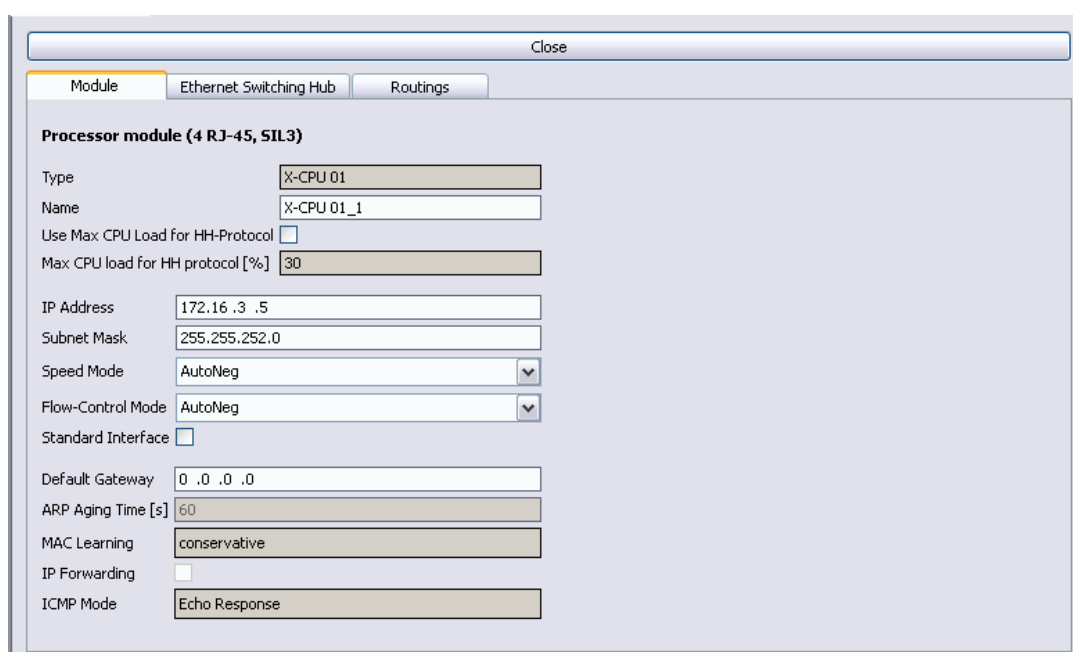 Close
Module Ethernet Switching Hub Routings
Processor module (4 RJ-45, SIL3)
Type X-CPU 01
Name X-CPU 01_1
Use Max CPU Load for HH-Protocol
Max CPU load for HH protocol [%] 30
IP Address 172.16 .3 .5
Subnet Mask 255.255.252.0
Speed Mode AutoNeg
Flow-Control Mode AutoNeg
Standard Interface
Default Gateway 0 .0 .0 .0
ARP Aging Time [s] 60
MAC Learning conservative
IP Forwarding
ICMP Mode Echo Response